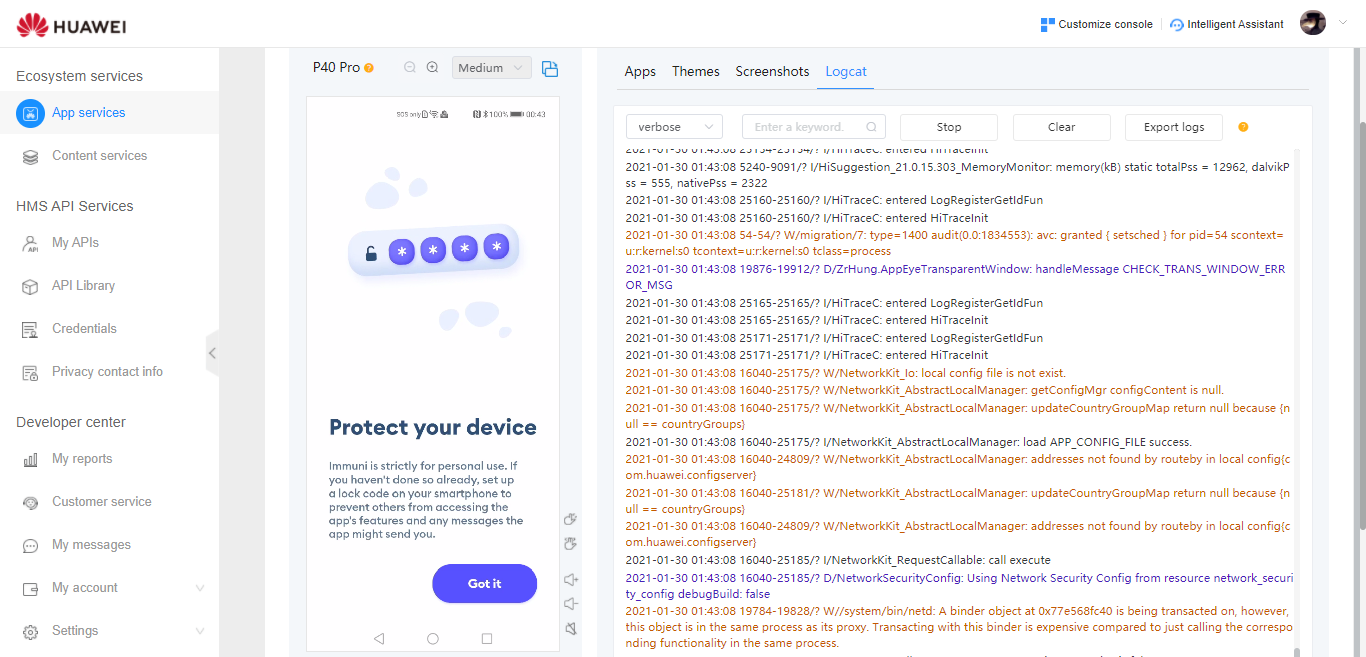 HUAWEI
Customize console
Intelligent Assistant
Ecosystem services
App services
Content services
HMS API Services
My APIs
API Library
Credentials
Privacy contact info
Developer center
My reports
Customer service
My messages
My account
Settings
P40 Pro
Medium
SOS only
100%
00:43
Protect your device
Immuni is strictly for personal use. If
you haven't done so already, set up
a lock code on your smartphone to
prevent others from accessing the
app's features and any messages the
app might send you.
Got it
Apps Themes Screenshots Logcat
verbose
Enter a keyword.
Stop
Clear
Export logs
2021-01-30 01:43:08 25154-25154/? I/HiTraceC: entered HiTraceInit
2021-01-30 01:43:08 5240-9091/? I/HiSuggestion_21.0.15.303_MemoryMonitor: memory(kB) static totalPss = 12962, dalvikP
ss = 555, nativePss = 2322
2021-01-30 01:43:08 25160-25160/? I/HiTraceC: entered LogRegisterGetIdFun
2021-01-30 01:43:08 25160-25160/? I/HiTraceC: entered HiTraceInit
2021-01-30 01:43:08 54-54/? W/migration/7: type=1400 audit(0.0:1834553): avc: granted { setsched } for pid=54 scontext=
u:r:kernel:s0 tcontext=u:r:kernel:s0 tclass=process
2021-01-30 01:43:08 19876-19912/? D/ZrHung.AppEyeTransparentWindow: handleMessage CHECK_TRANS_WINDOW_ERR
OR_MSG
2021-01-30 01:43:08 25165-25165/? I/HiTraceC: entered LogRegisterGetIdFun
2021-01-30 01:43:08 25165-25165/? I/HiTraceC: entered HiTraceInit
2021-01-30 01:43:08 25171-25171/? I/HiTraceC: entered LogRegisterGetIdFun
2021-01-30 01:43:08 25171-25171/? I/HiTraceC: entered HiTraceInit
2021-01-30 01:43:08 16040-25175/? W/NetworkKit_Io: local config file is not exist.
2021-01-30 01:43:08 16040-25175/? W/NetworkKit_AbstractLocalManager: getConfigMgr configContent is null.
2021-01-30 01:43:08 16040-25175/? W/NetworkKit_AbstractLocalManager: updateCountryGroupMap return null because {n
ull == countryGroups}
2021-01-30 01:43:08 16040-25175/? I/NetworkKit_AbstractLocalManager: load APP_CONFIG_FILE success.
2021-01-30 01:43:08 16040-24809/? W/NetworkKit_AbstractLocalManager: addresses not found by routeby in local config{c
om.huawei.configserver}
2021-01-30 01:43:08 16040-25181/? W/NetworkKit_AbstractLocalManager: updateCountryGroupMap return null because {n
ull == countryGroups}
2021-01-30 01:43:08 16040-24809/? W/NetworkKit_AbstractLocalManager: addresses not found by routeby in local config{c
om.huawei.configserver}
2021-01-30 01:43:08 16040-25185/? I/NetworkKit_RequestCallable: call execute
2021-01-30 01:43:08 16040-25185/? D/NetworkSecurityConfig: Using Network Security Config from resource network_securi
ty_config debugBuild: false
2021-01-30 01:43:08 19784-19828/? W//system/bin/netd: A binder object at 0x77e568fc40 is being transacted on, however,
this object is in the same process as its proxy. Transacting with this binder is expensive compared to just calling the correspo
nding functionality in the same process.